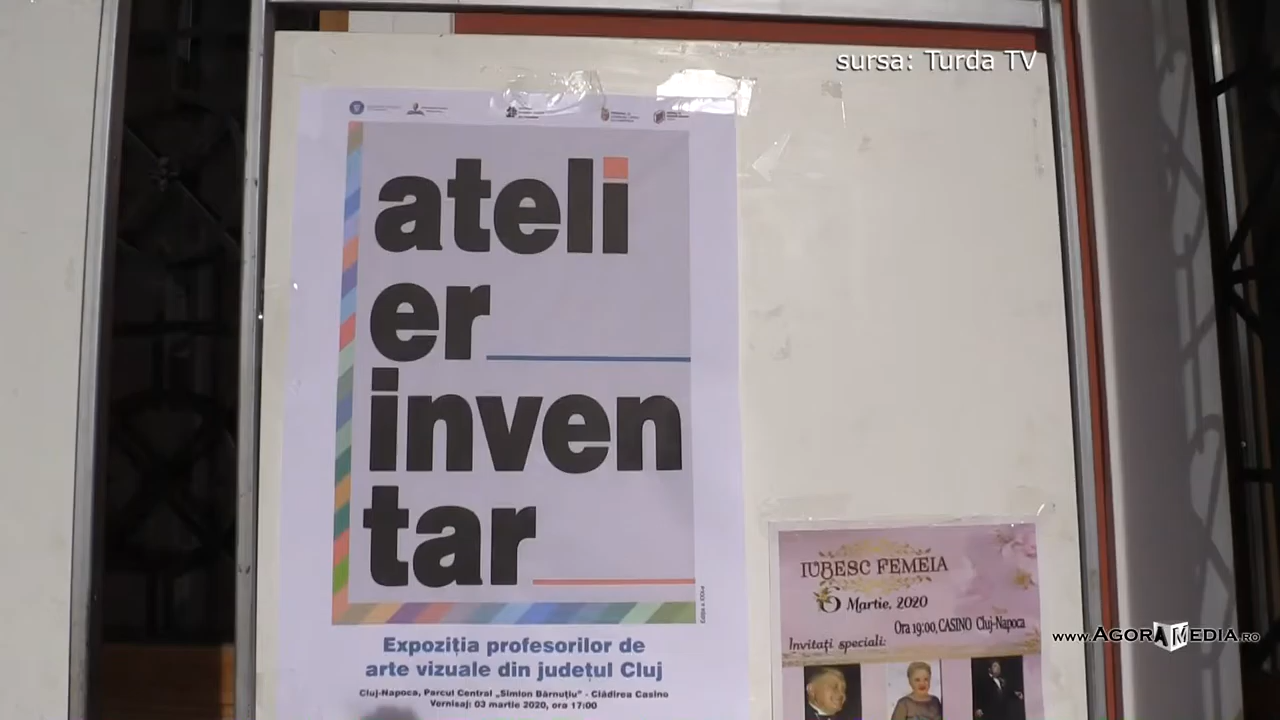 sursa: Turda TV
ateli
er
inven
tar
Expoziția profesorilor de
arte vizuale din județul Cluj
Cluj-Napoca, Parcul Central „Simion Bărnuțiu” - Clădirea Casino
Vernisaj: 03 martie 2020, ora 17:00
IUBESC FEMEIA
6 Martie, 2020
Ora 19:00, CASINO Cluj-Napoca
Invitați speciali:
www.AGORAMEDIA.RO